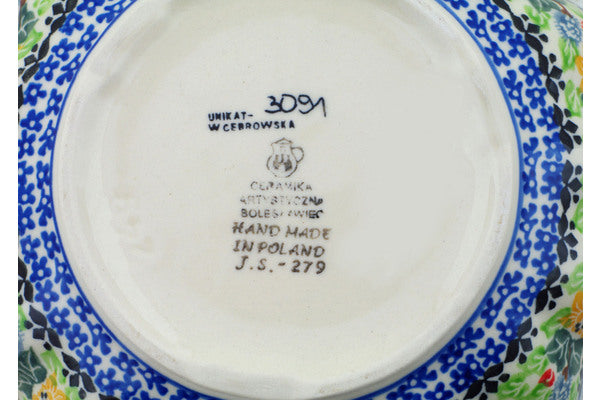 UNIKAT- 3091
W CEBROWSKA
CERAMIKA
ARTYSTYCZNA
BOLESŁAWIEC
HAND MADE
IN POLAND
J.S.-279